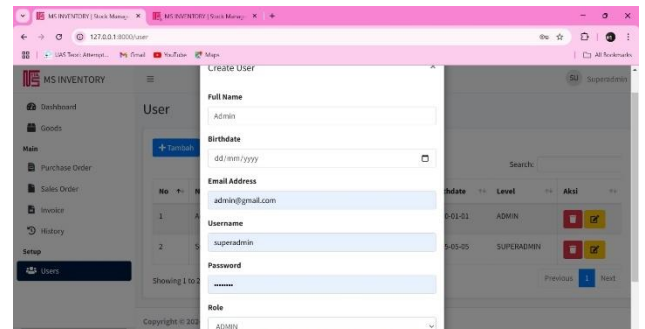 MS INVENTORY | Stock Manag
MS INVENTORY | Stock Manag
127.0.0.1:8000/user
UAS Teori: Attempt...
Gmail
YouTube
Maps
All Bookmarks
MS INVENTORY
SU Superadmin
Dashboard
Goods
Main
Purchase Order
Sales Order
Invoice
History
Setup
Users
User
+ Tambah
Search:
No
N
thdate
Level
Aksi
1
A
0-01-01
ADMIN
2
S
5-05-05
SUPERADMIN
Showing 1 to 2
Previous 1 Next
Copyright © 202
Create User
×
Full Name
Admin
Birthdate
dd/mm/yyyy
Email Address
admin@gmail.com
Username
superadmin
Password
••••••••
Role
ADMIN